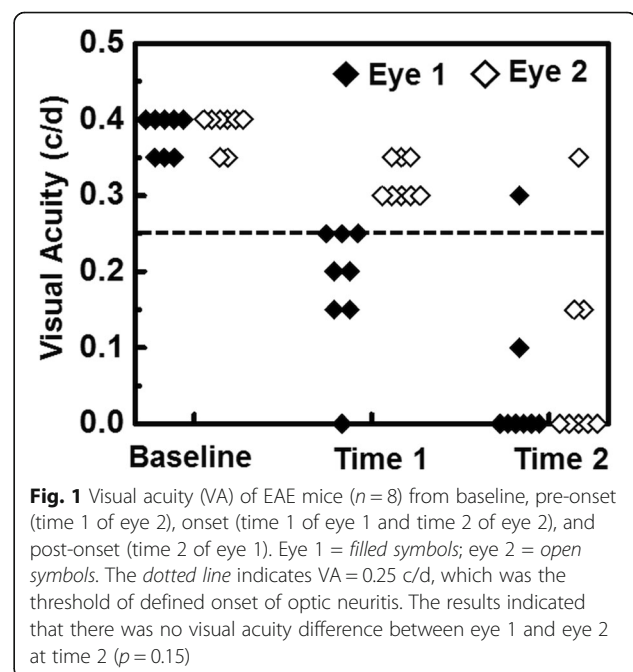 0.5
Eye 1 Eye 2
0.4
0.3
0.2
0.1
0.0
Visual Acuity (c/d)
Baseline Time 1 Time 2
Fig. 1 Visual acuity (VA) of EAE mice (n = 8) from baseline, pre-onset
(time 1 of eye 2), onset (time 1 of eye 1 and time 2 of eye 2), and
post-onset (time 2 of eye 1). Eye 1 = filled symbols; eye 2 = open
symbols. The dotted line indicates VA = 0.25 c/d, which was the
threshold of defined onset of optic neuritis. The results indicated
that there was no visual acuity difference between eye 1 and eye 2
at time 2 (p = 0.15)